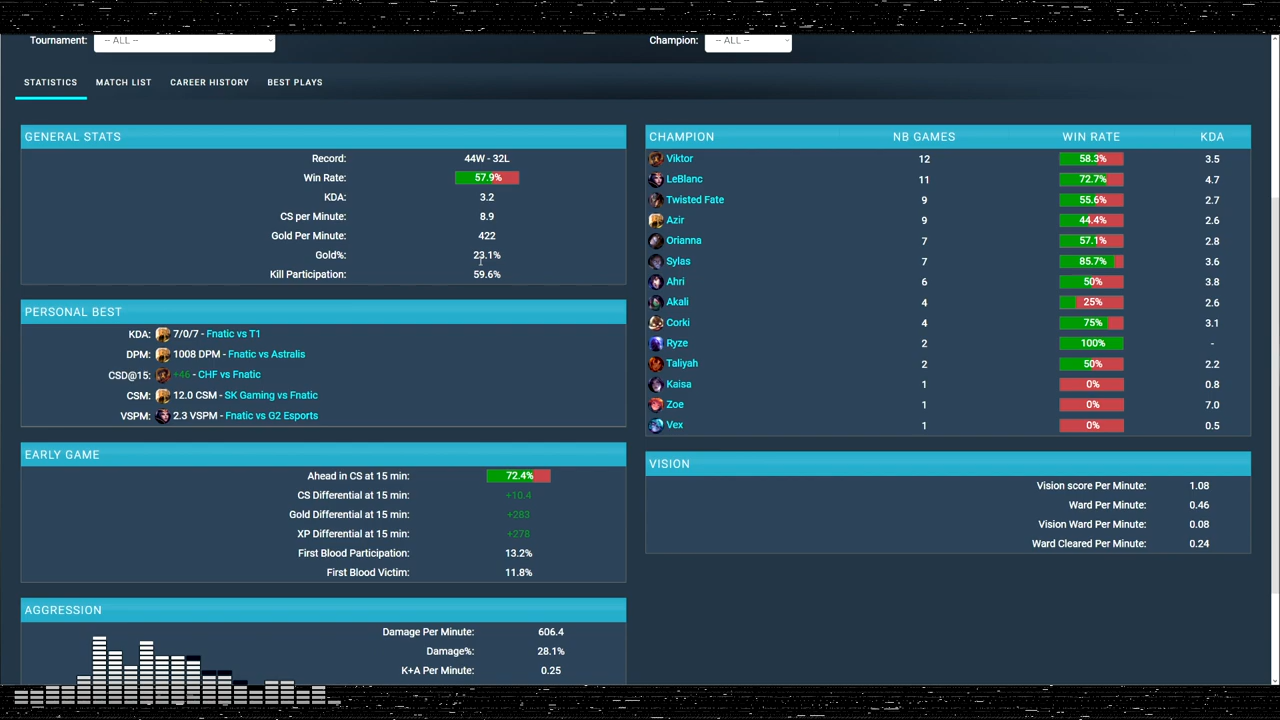 Tournament: -- ALL --
Champion: -- ALL --
STATISTICS MATCH LIST CAREER HISTORY BEST PLAYS
GENERAL STATS
Record: 44W - 32L
Win Rate: 57.9%
KDA: 3.2
CS per Minute: 8.9
Gold Per Minute: 422
Gold%: 23.1%
Kill Participation: 59.6%
PERSONAL BEST
KDA: 7/0/7 - Fnatic vs T1
DPM: 1008 DPM - Fnatic vs Astralis
CSD@15: +46 - CHF vs Fnatic
CSM: 12.0 CSM - SK Gaming vs Fnatic
VSPM: 2.3 VSPM - Fnatic vs G2 Esports
EARLY GAME
Ahead in CS at 15 min: 72.4%
CS Differential at 15 min: +10.4
Gold Differential at 15 min: +283
XP Differential at 15 min: +278
First Blood Participation: 13.2%
First Blood Victim: 11.8%
AGGRESSION
Damage Per Minute: 606.4
Damage%: 28.1%
K+A Per Minute: 0.25
CHAMPION NB GAMES WIN RATE KDA
Viktor 12 58.3% 3.5
LeBlanc 11 72.7% 4.7
Twisted Fate 9 55.6% 2.7
Azir 9 44.4% 2.6
Orianna 7 57.1% 2.8
Sylas 7 85.7% 3.6
Ahri 6 50% 3.8
Akali 4 25% 2.6
Corki 4 75% 3.1
Ryze 2 100% -
Taliyah 2 50% 2.2
Kaisa 1 0% 0.8
Zoe 1 0% 7.0
Vex 1 0% 0.5
VISION
Vision score Per Minute: 1.08
Ward Per Minute: 0.46
Vision Ward Per Minute: 0.08
Ward Cleared Per Minute: 0.24